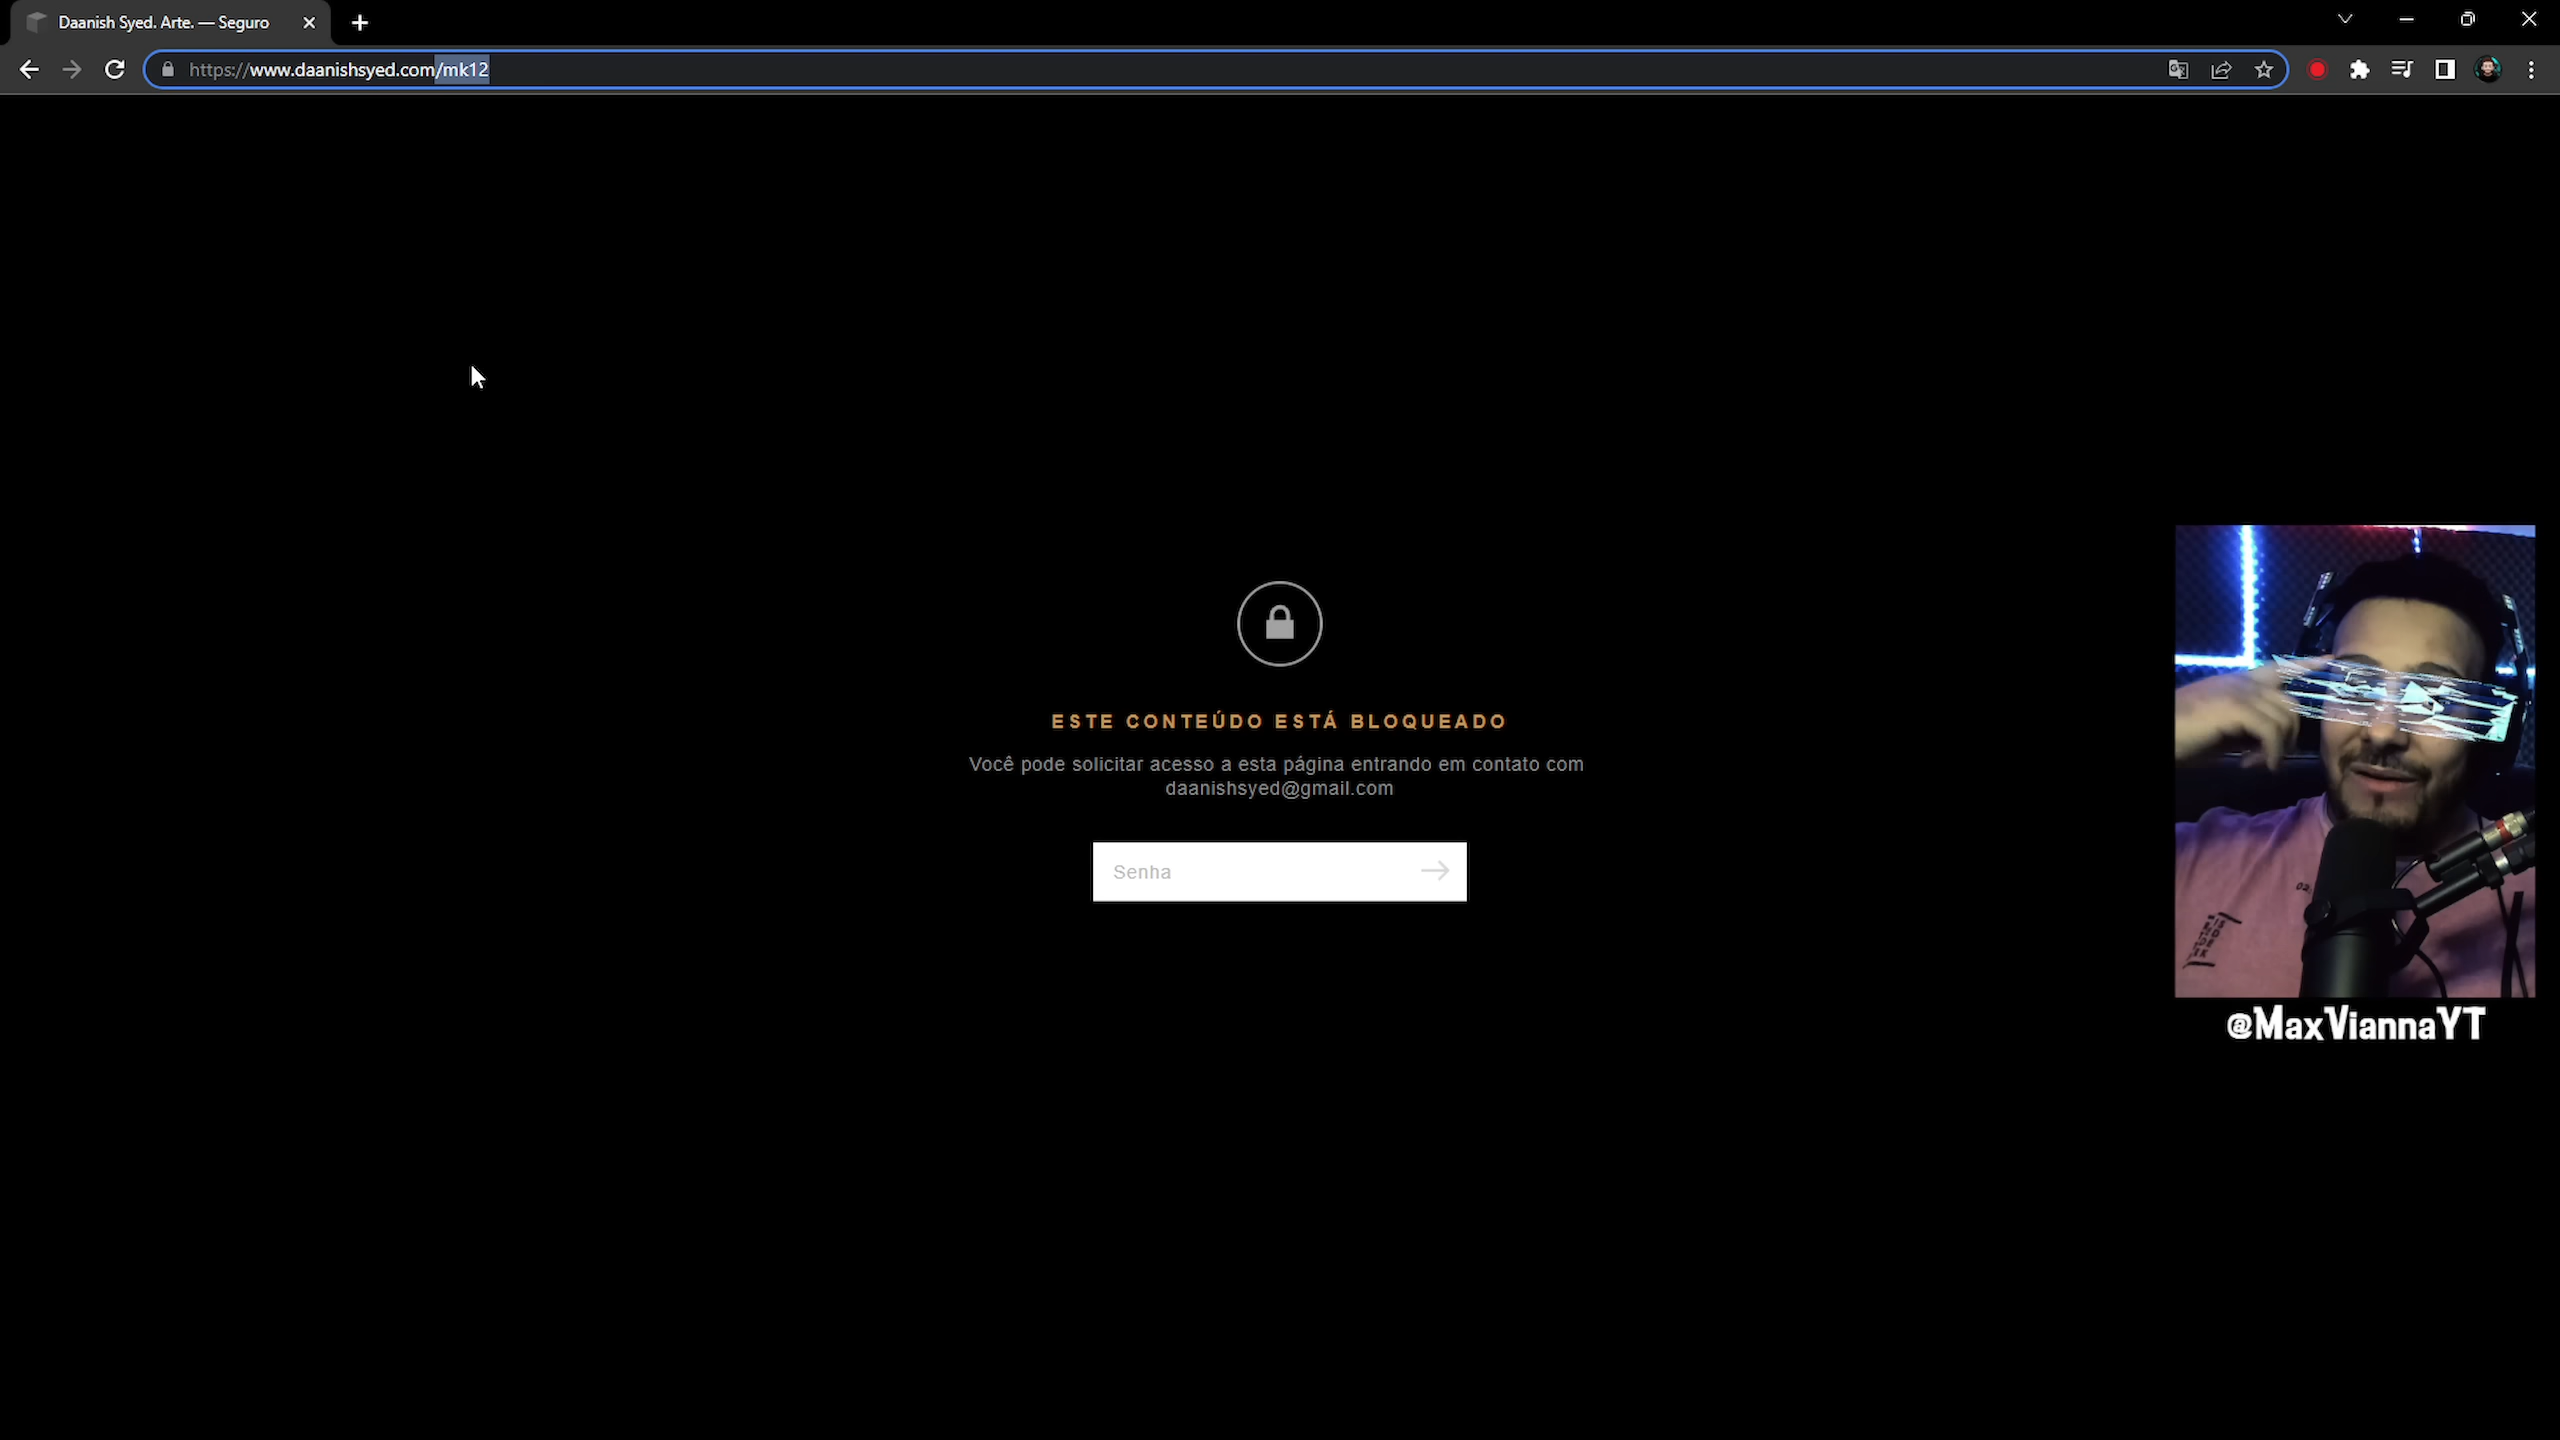 Daanish Syed. Arte. — Seguro
https://www.daanishsyed.com/mk12
ESTE CONTEÚDO ESTÁ BLOQUEADO
Você pode solicitar acesso a esta página entrando em contato com
daanishsyed@gmail.com
Senha
@MaxViannaYT